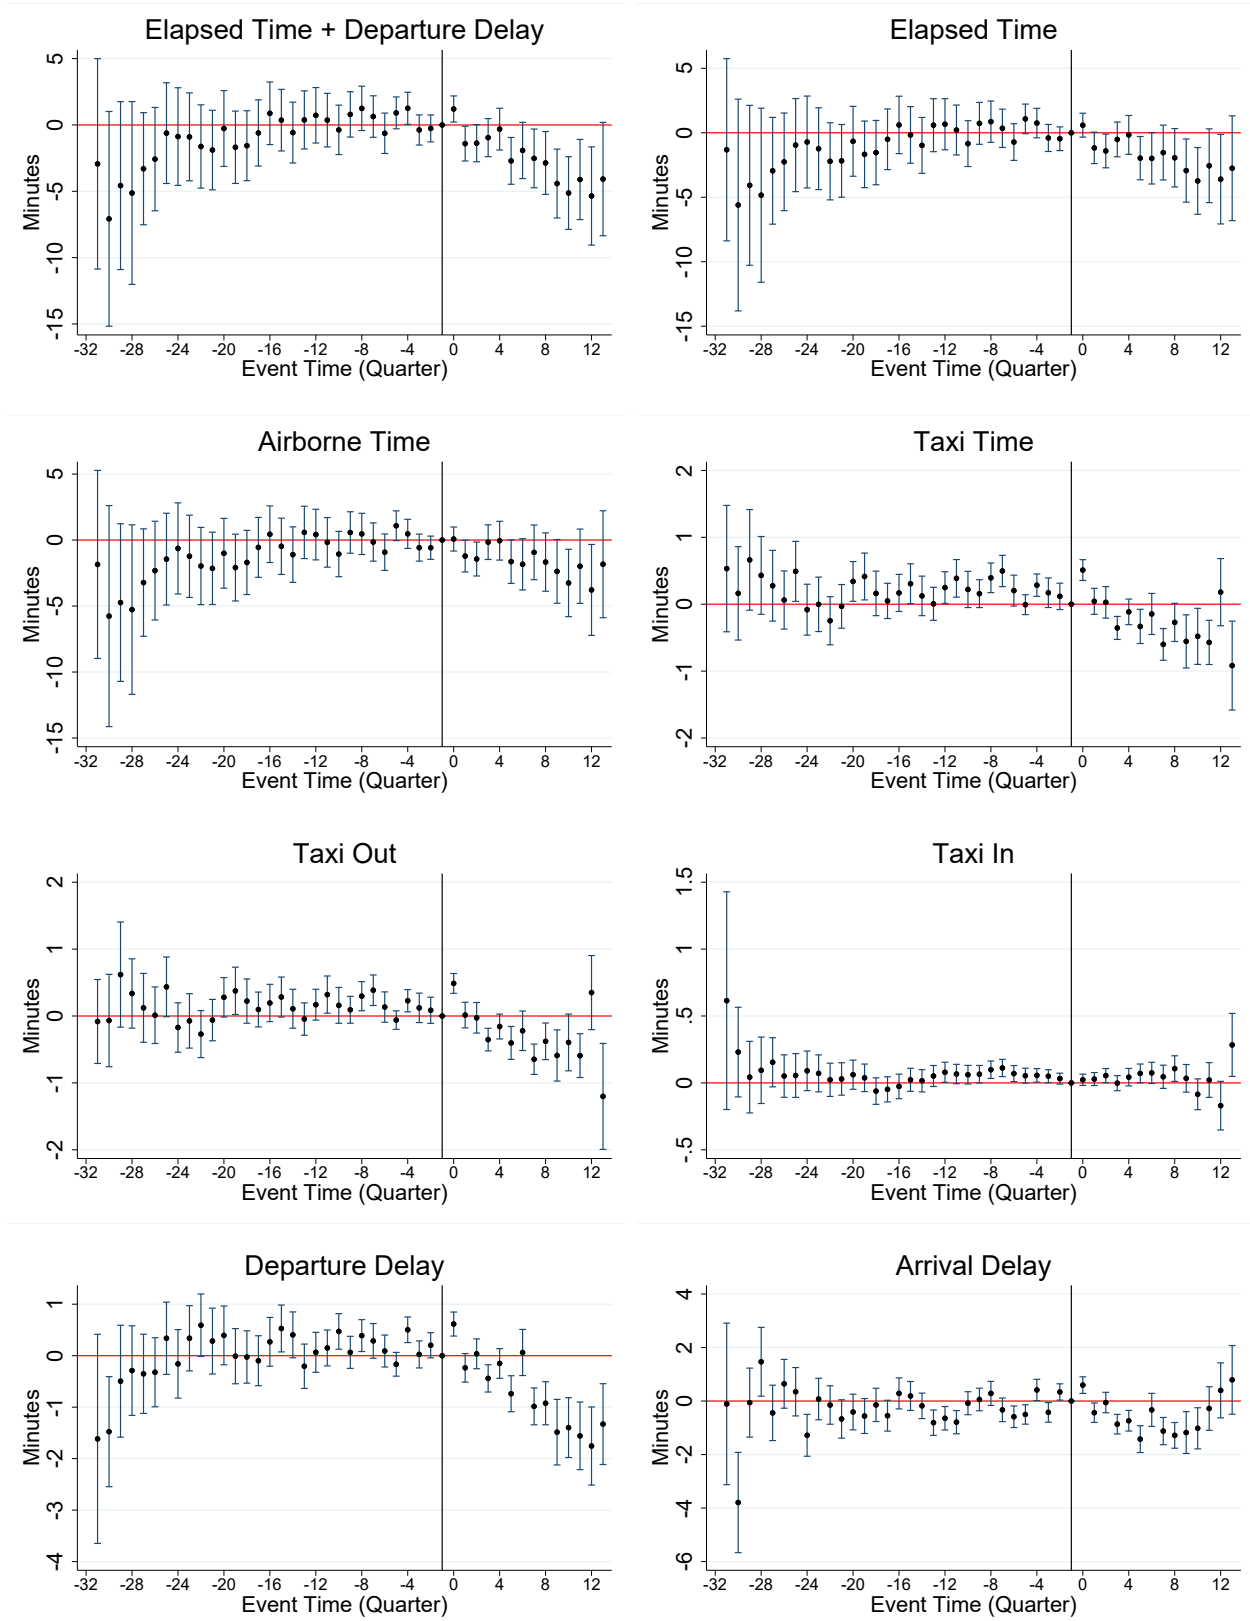 Elapsed Time + Departure Delay
5
0
-5
-10
-15
Minutes
-32 -28 -24 -20 -16 -12 -8 -4 0 4 8 12
Event Time (Quarter)
Elapsed Time
5
0
-5
-10
-15
Minutes
-32 -28 -24 -20 -16 -12 -8 -4 0 4 8 12
Event Time (Quarter)
Airborne Time
5
0
-5
-10
-15
Minutes
-32 -28 -24 -20 -16 -12 -8 -4 0 4 8 12
Event Time (Quarter)
Taxi Time
2
1
0
-1
-2
Minutes
-32 -28 -24 -20 -16 -12 -8 -4 0 4 8 12
Event Time (Quarter)
Taxi Out
2
1
0
-1
-2
Minutes
-32 -28 -24 -20 -16 -12 -8 -4 0 4 8 12
Event Time (Quarter)
Taxi In
1.5
1
.5
0
-.5
Minutes
-32 -28 -24 -20 -16 -12 -8 -4 0 4 8 12
Event Time (Quarter)
Departure Delay
1
0
-1
-2
-3
-4
Minutes
-32 -28 -24 -20 -16 -12 -8 -4 0 4 8 12
Event Time (Quarter)
Arrival Delay
4
2
0
-2
-4
-6
Minutes
-32 -28 -24 -20 -16 -12 -8 -4 0 4 8 12
Event Time (Quarter)